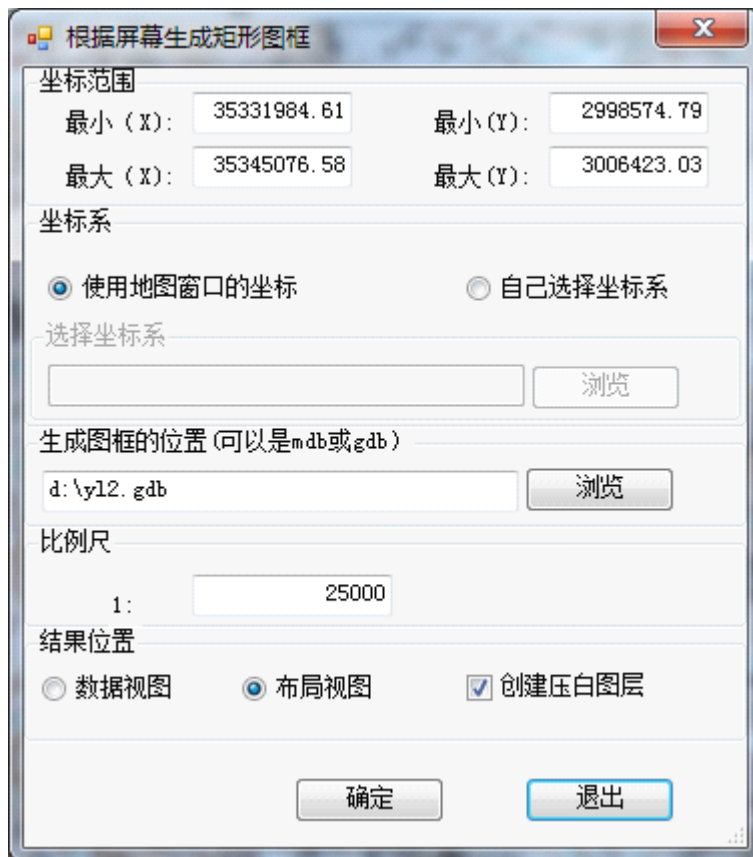 根据屏幕生成矩形图框
坐标范围
最小（X）: 35331984.61 最小(Y): 2998574.79
最大（X）: 35345076.58 最大(Y): 3006423.03
坐标系
使用地图窗口的坐标 自己选择坐标系
选择坐标系
浏览
生成图框的位置(可以是mdb或gdb）
d:\yl2.gdb 浏览
比例尺
1: 25000
结果位置
数据视图 布局视图 创建压白图层
确定 退出